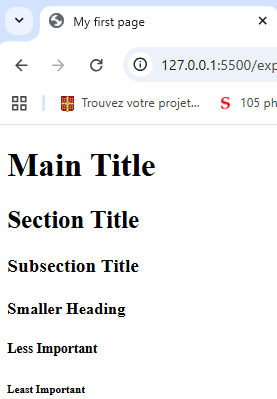 My first page
127.0.0.1:5500/exp
Trouvez votre projet... S 105 ph
Main Title
Section Title
Subsection Title
Smaller Heading
Less Important
Least Important